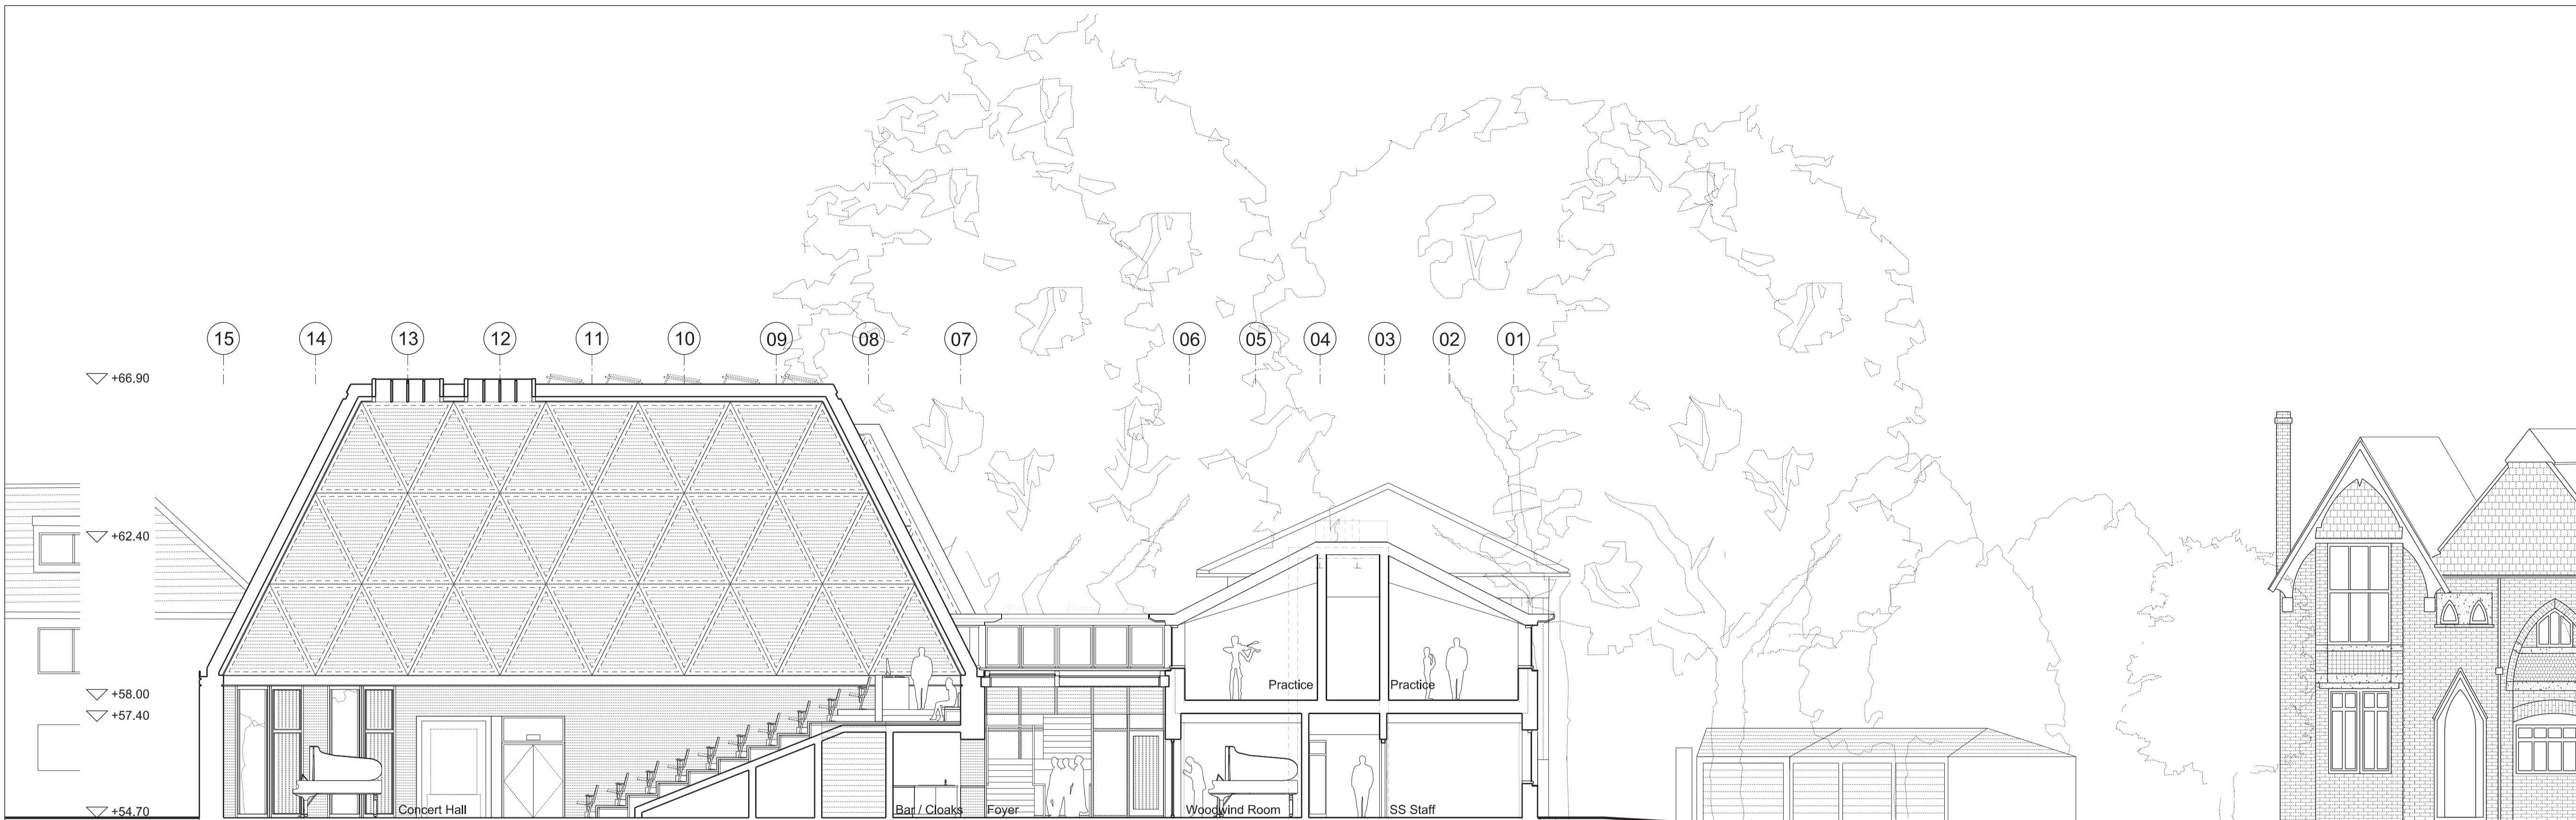 15 14 13 12 11 10 09 08 07 06 05 04 03 02 01
+66.90
+62.40
+58.00
+57.40
+54.70
Practice Practice
Concert Hall Bar / Cloaks Foyer Woodwind Room SS Staff